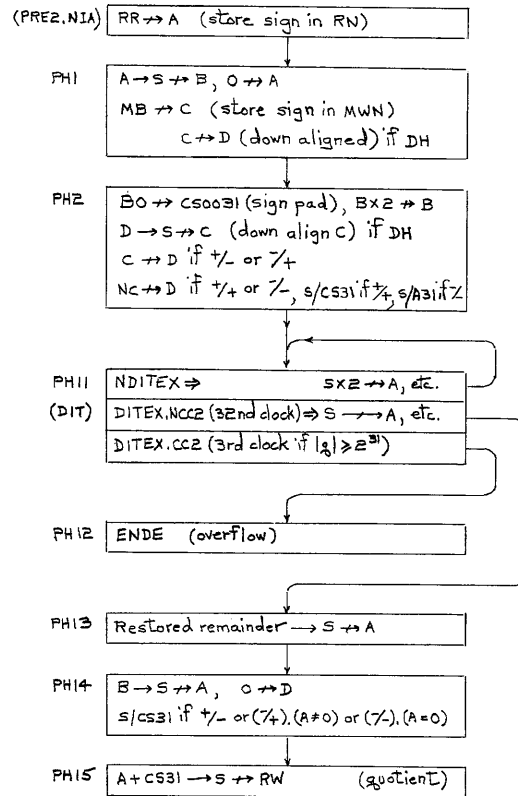 (PRE2.NIA) RR ↛ A (store sign in RN)
PH1 A → S ↛ B, 0 ↛ A
MB ↛ C (store sign in MWN)
C ↛ D (down aligned) if DH
PH2 B0 ↛ CS0031 (sign pad), B×2 ↛ B
D → S ↛ C (down align C) if DH
C ↛ D if +/- or -/+
NC ↛ D if +/+ or -/-, S/CS31 if +/+, S/A31 if -/-
PH11 NDITEX ⇒ S×2 ↛ A, etc.
(DIT) DITEX.NCC2 (32nd clock) ⇒ S ↛ A, etc.
DITEX.CC2 (3rd clock if |q| ≥ 2³¹)
PH12 ENDE (overflow)
PH13 Restored remainder → S ↛ A
PH14 B → S ↛ A, 0 ↛ D
S/CS31 if +/- or (-/+).(A≠0) or (-/-).(A=0)
PH15 A+CS31 → S ↛ RW (quotient)